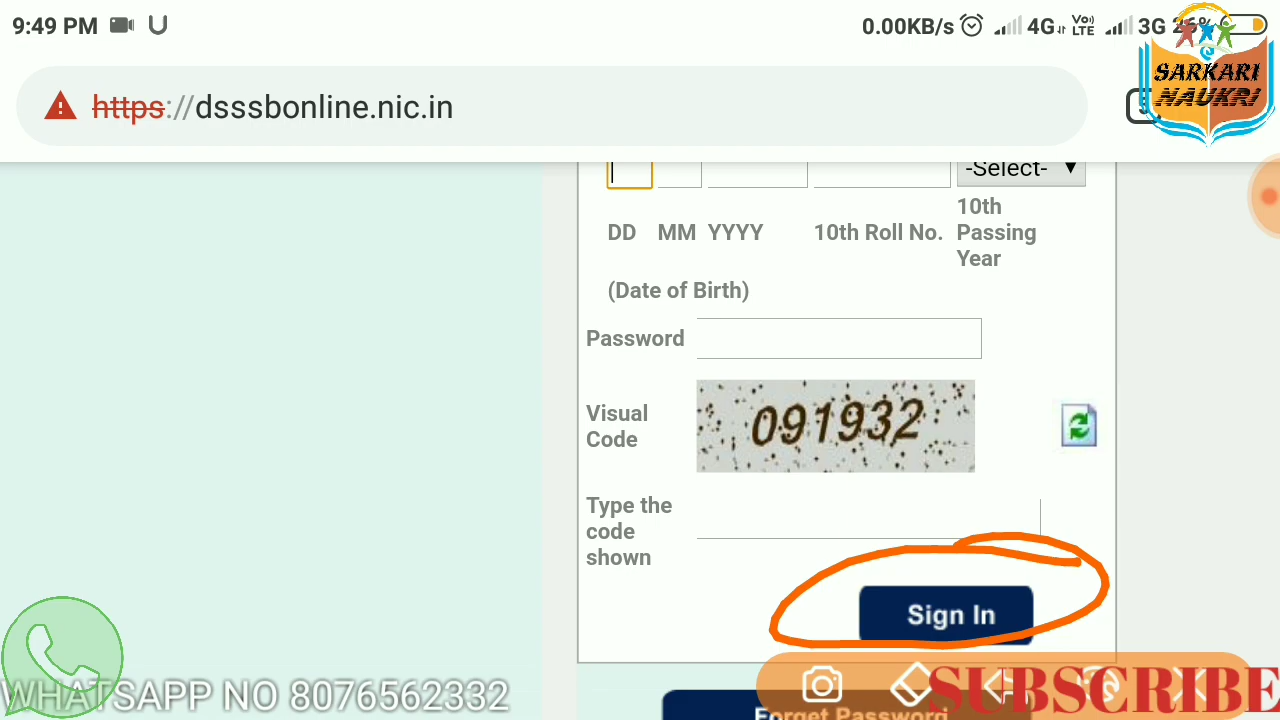 9:49 PM
0.00KB/s 4G VoLTE 3G 26%
SARKARI
NAUKRI
https://dsssbonline.nic.in
-Select- ▼
DD MM YYYY 10th Roll No. 10th
Passing
Year
(Date of Birth)
Password
Visual
Code
091932
Type the
code
shown
Sign In
Forget Password
SUBSCRIBE
WHATSAPP NO 8076562332